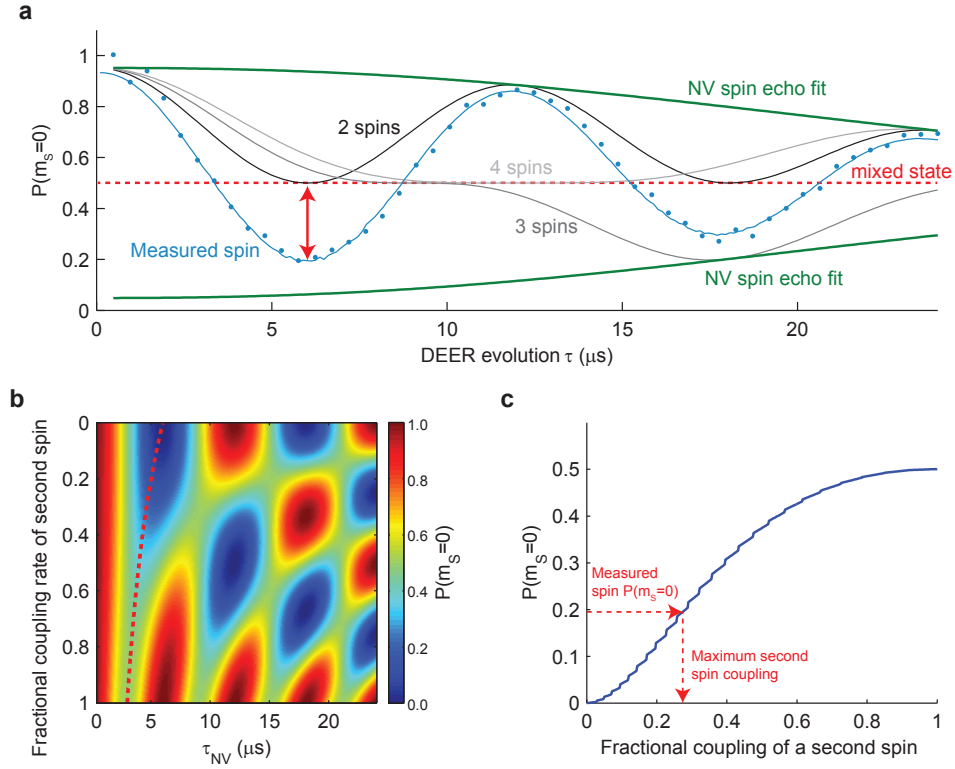 a
1
0.8
0.6
0.4
0.2
0
P(mS=0)
NV spin echo fit
2 spins
4 spins
mixed state
3 spins
Measured spin
NV spin echo fit
0 5 10 15 20
DEER evolution τ (μs)
b
Fractional coupling rate of second spin
0
0.2
0.4
0.6
0.8
1
0 5 10 15 20
τNV (μs)
1.0
0.8
0.6
0.4
0.2
0.0
P(mS=0)
c
P(mS=0)
0.5
0.4
0.3
0.2
0.1
0
Measured
spin P(mS=0)
Maximum second
spin coupling
0 0.2 0.4 0.6 0.8 1
Fractional coupling of a second spin